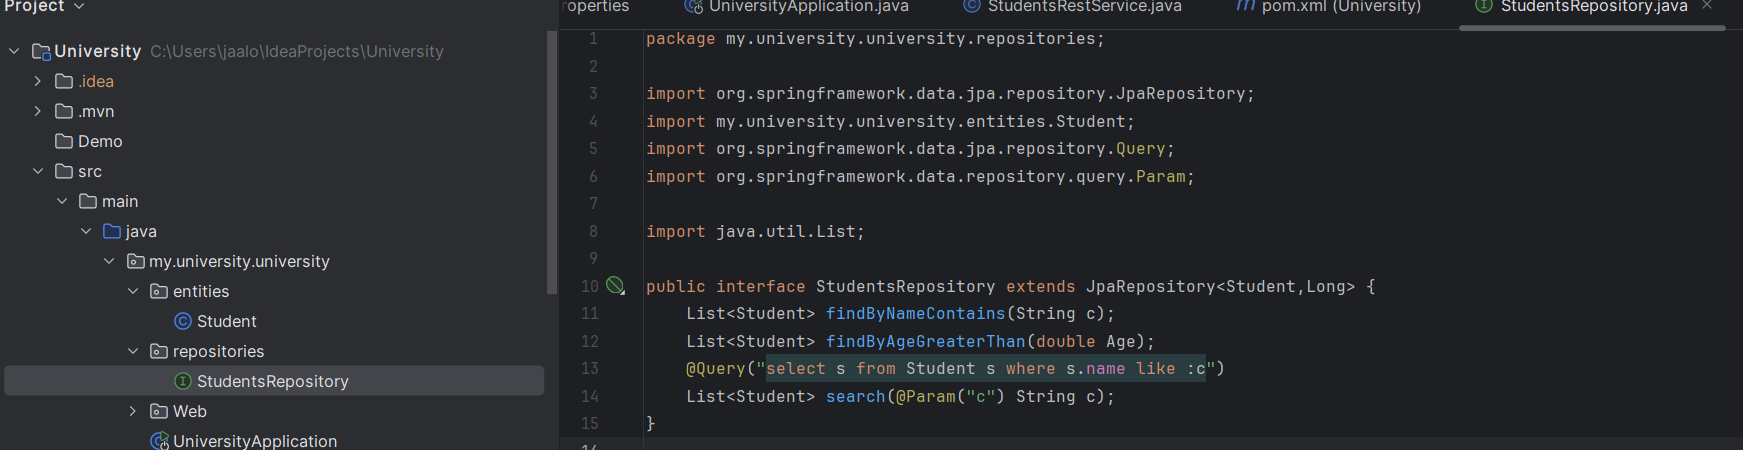 Project
University C:\Users\jaalo\IdeaProjects\University
.idea
.mvn
Demo
src
main
java
my.university.university
entities
Student
repositories
StudentsRepository
Web
UniversityApplication
roperties UniversityApplication.java StudentsRestService.java pom.xml (University) StudentsRepository.java
1 package my.university.university.repositories;
2
3 import org.springframework.data.jpa.repository.JpaRepository;
4 import my.university.university.entities.Student;
5 import org.springframework.data.jpa.repository.Query;
6 import org.springframework.data.repository.query.Param;
7
8 import java.util.List;
9
10 public interface StudentsRepository extends JpaRepository<Student,Long> {
11 List<Student> findByNameContains(String c);
12 List<Student> findByAgeGreaterThan(double Age);
13 @Query("select s from Student s where s.name like :c")
14 List<Student> search(@Param("c") String c);
15 }